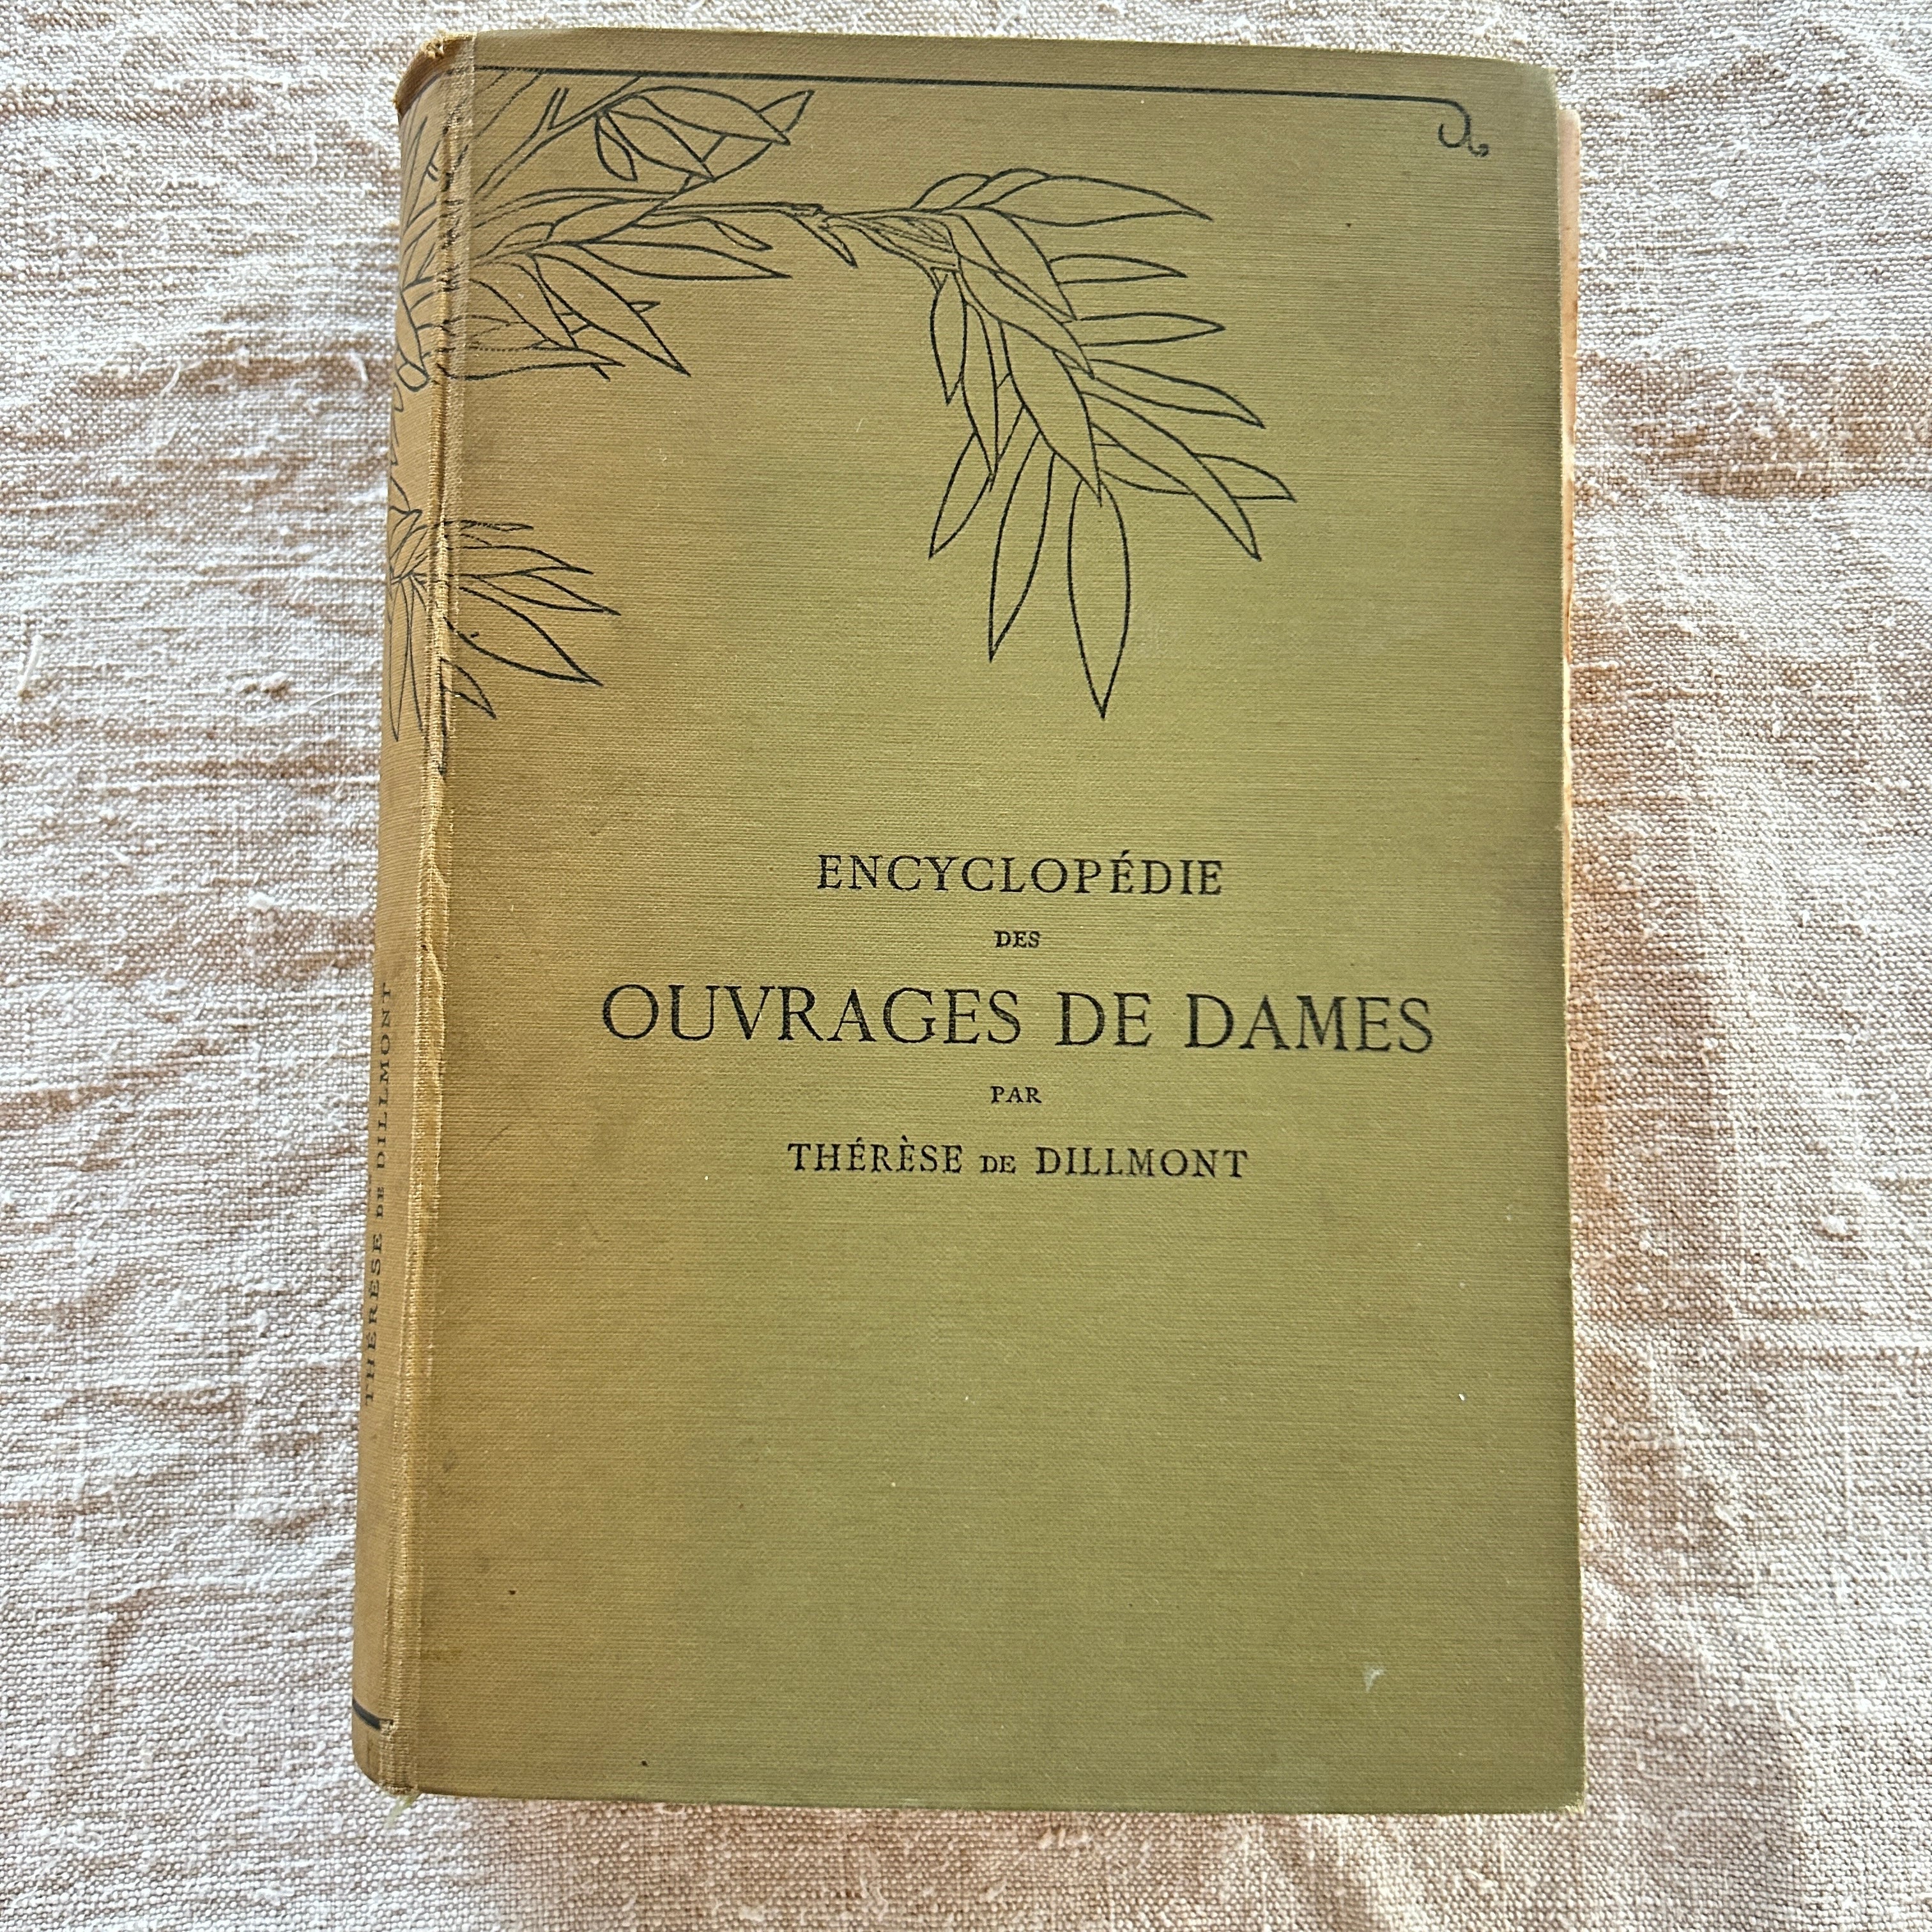 ENCYCLOPÉDIE
DES
OUVRAGES DE DAMES
PAR
THÉRÈSE DE DILLMONT
THÉRÈSE DE DILLMONT